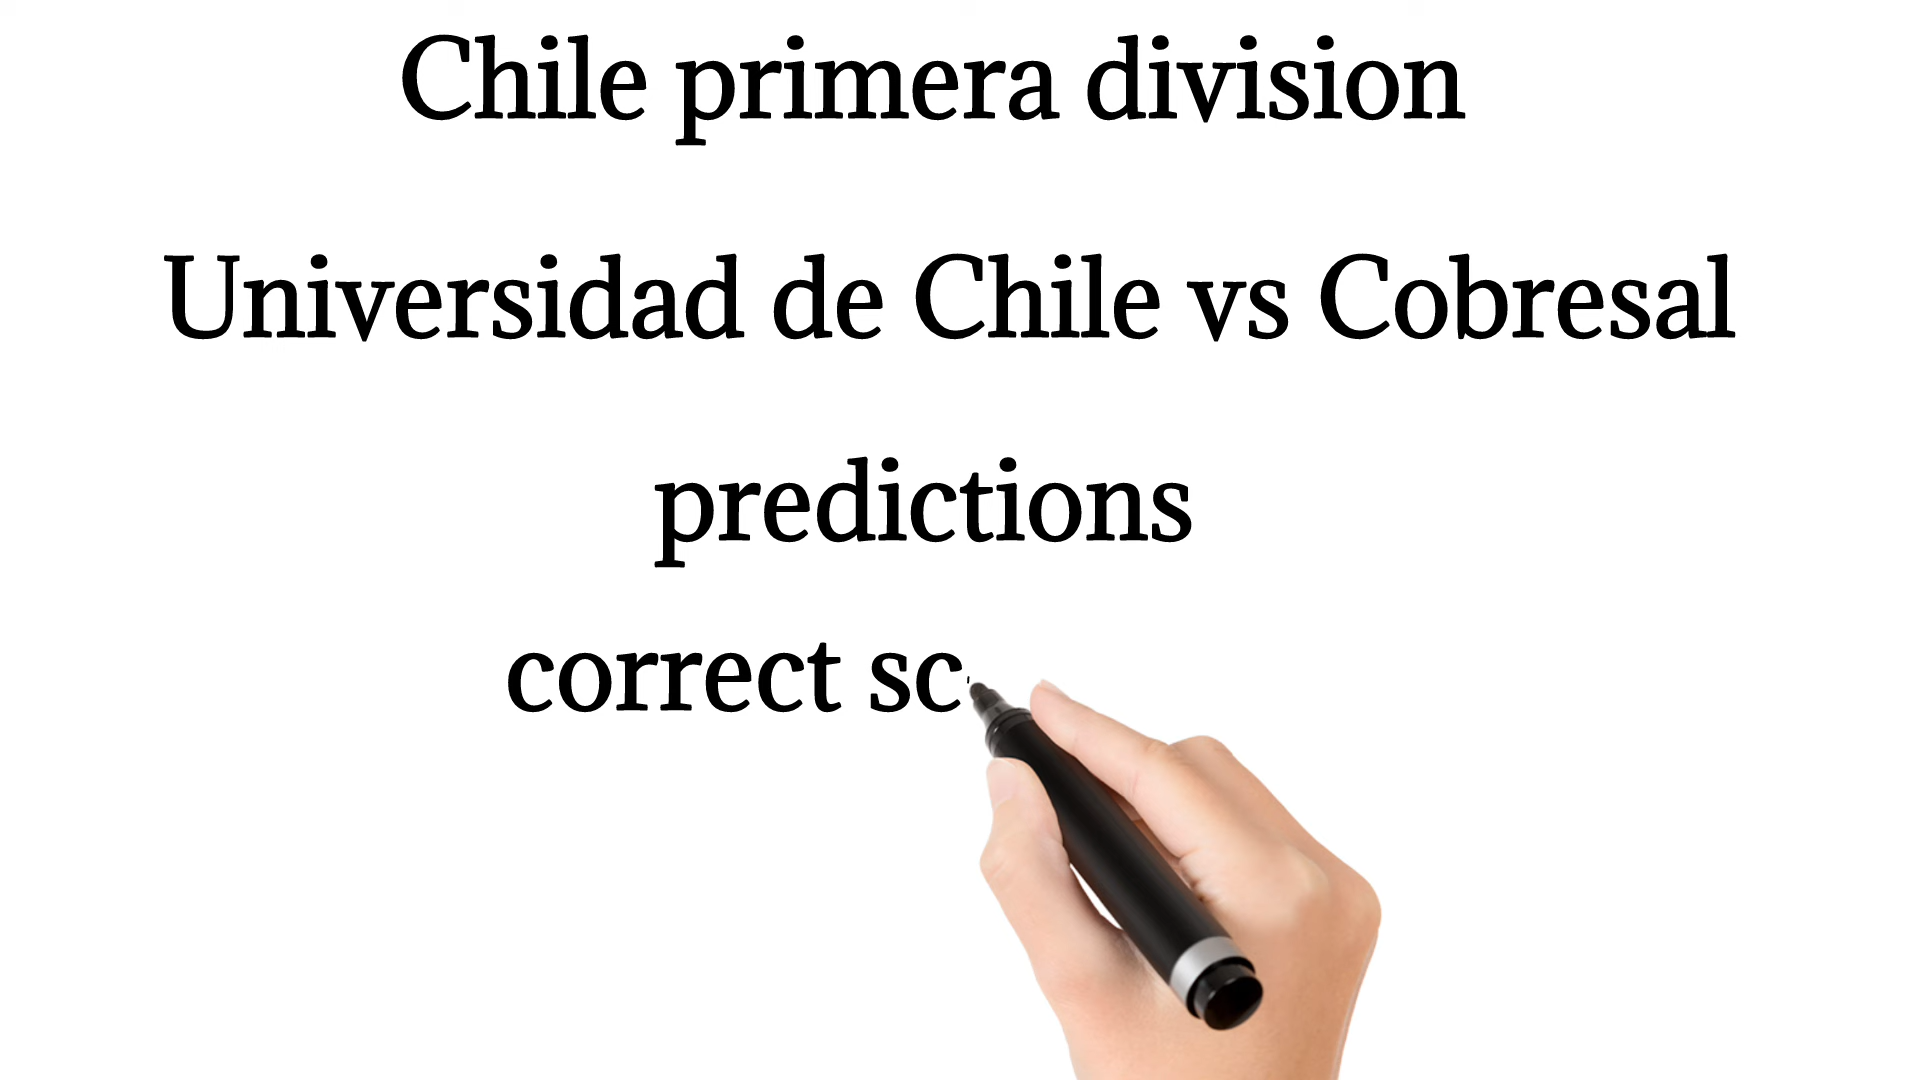 Chile primera division
Universidad de Chile vs Cobresal
predictions
correct sc